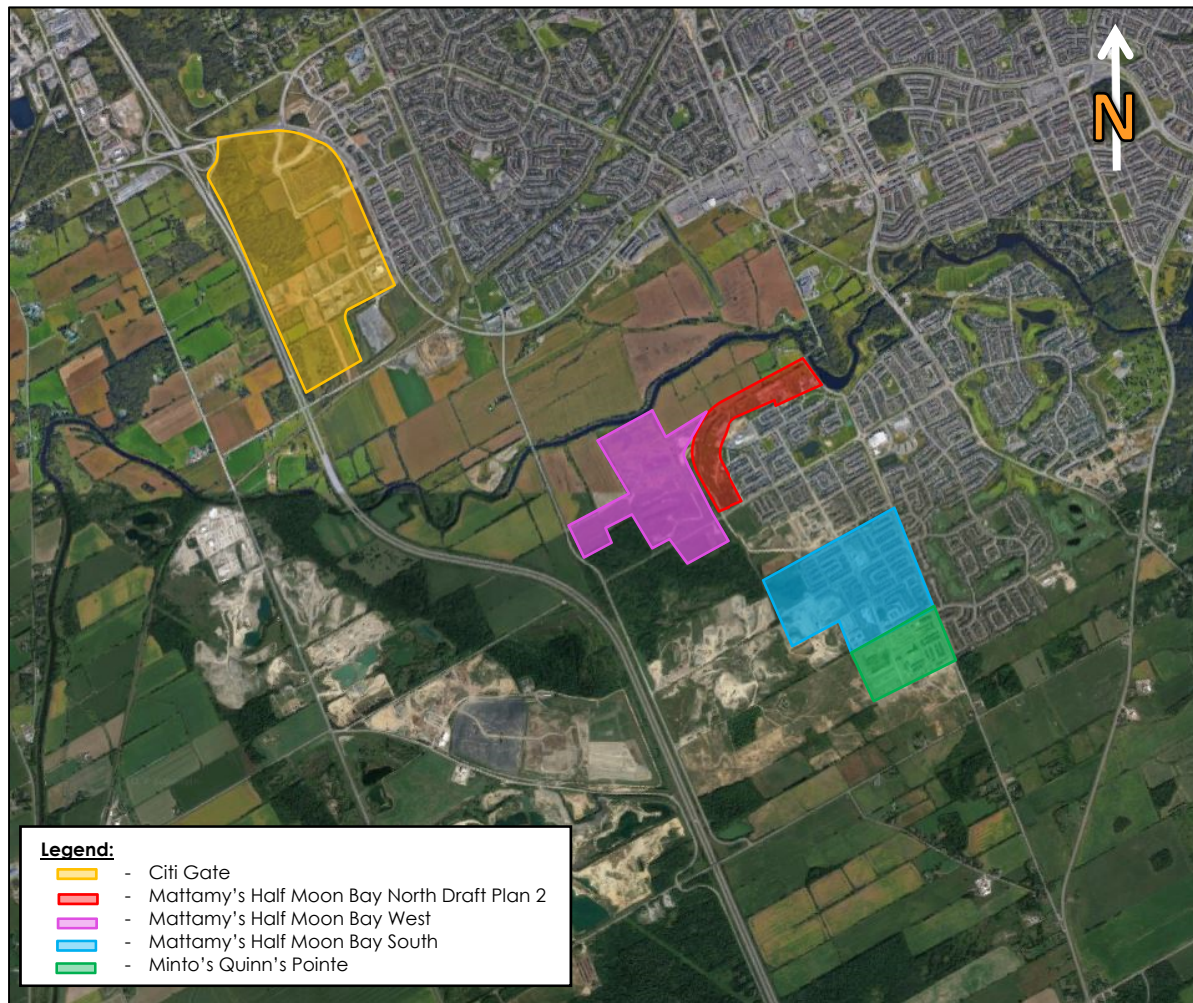 N
Legend:
- Citi Gate
- Mattamy's Half Moon Bay North Draft Plan 2
- Mattamy's Half Moon Bay West
- Mattamy's Half Moon Bay South
- Minto's Quinn's Pointe